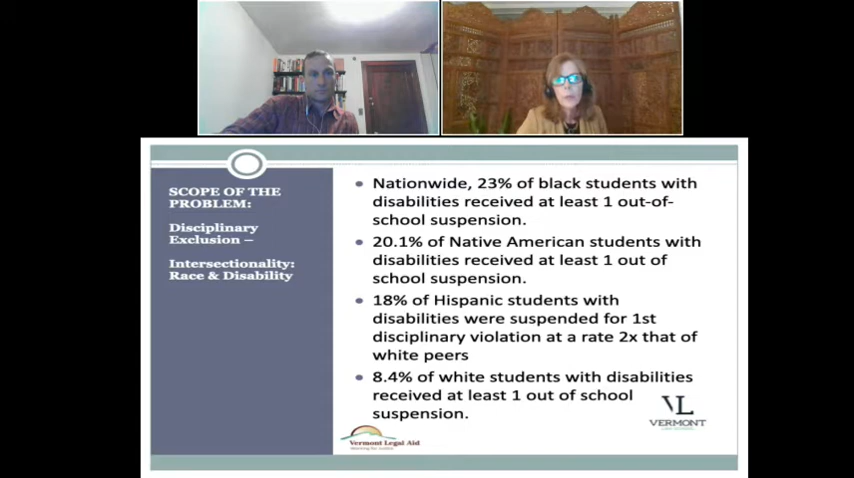 SCOPE OF THE
PROBLEM:
Disciplinary
Exclusion –
Intersectionality:
Race & Disability
• Nationwide, 23% of black students with
disabilities received at least 1 out-of-
school suspension.
• 20.1% of Native American students with
disabilities received at least 1 out of
school suspension.
• 18% of Hispanic students with
disabilities were suspended for 1st
disciplinary violation at a rate 2x that of
white peers
• 8.4% of white students with disabilities
received at least 1 out of school
suspension.
VL
VERMONT
Vermont Legal Aid